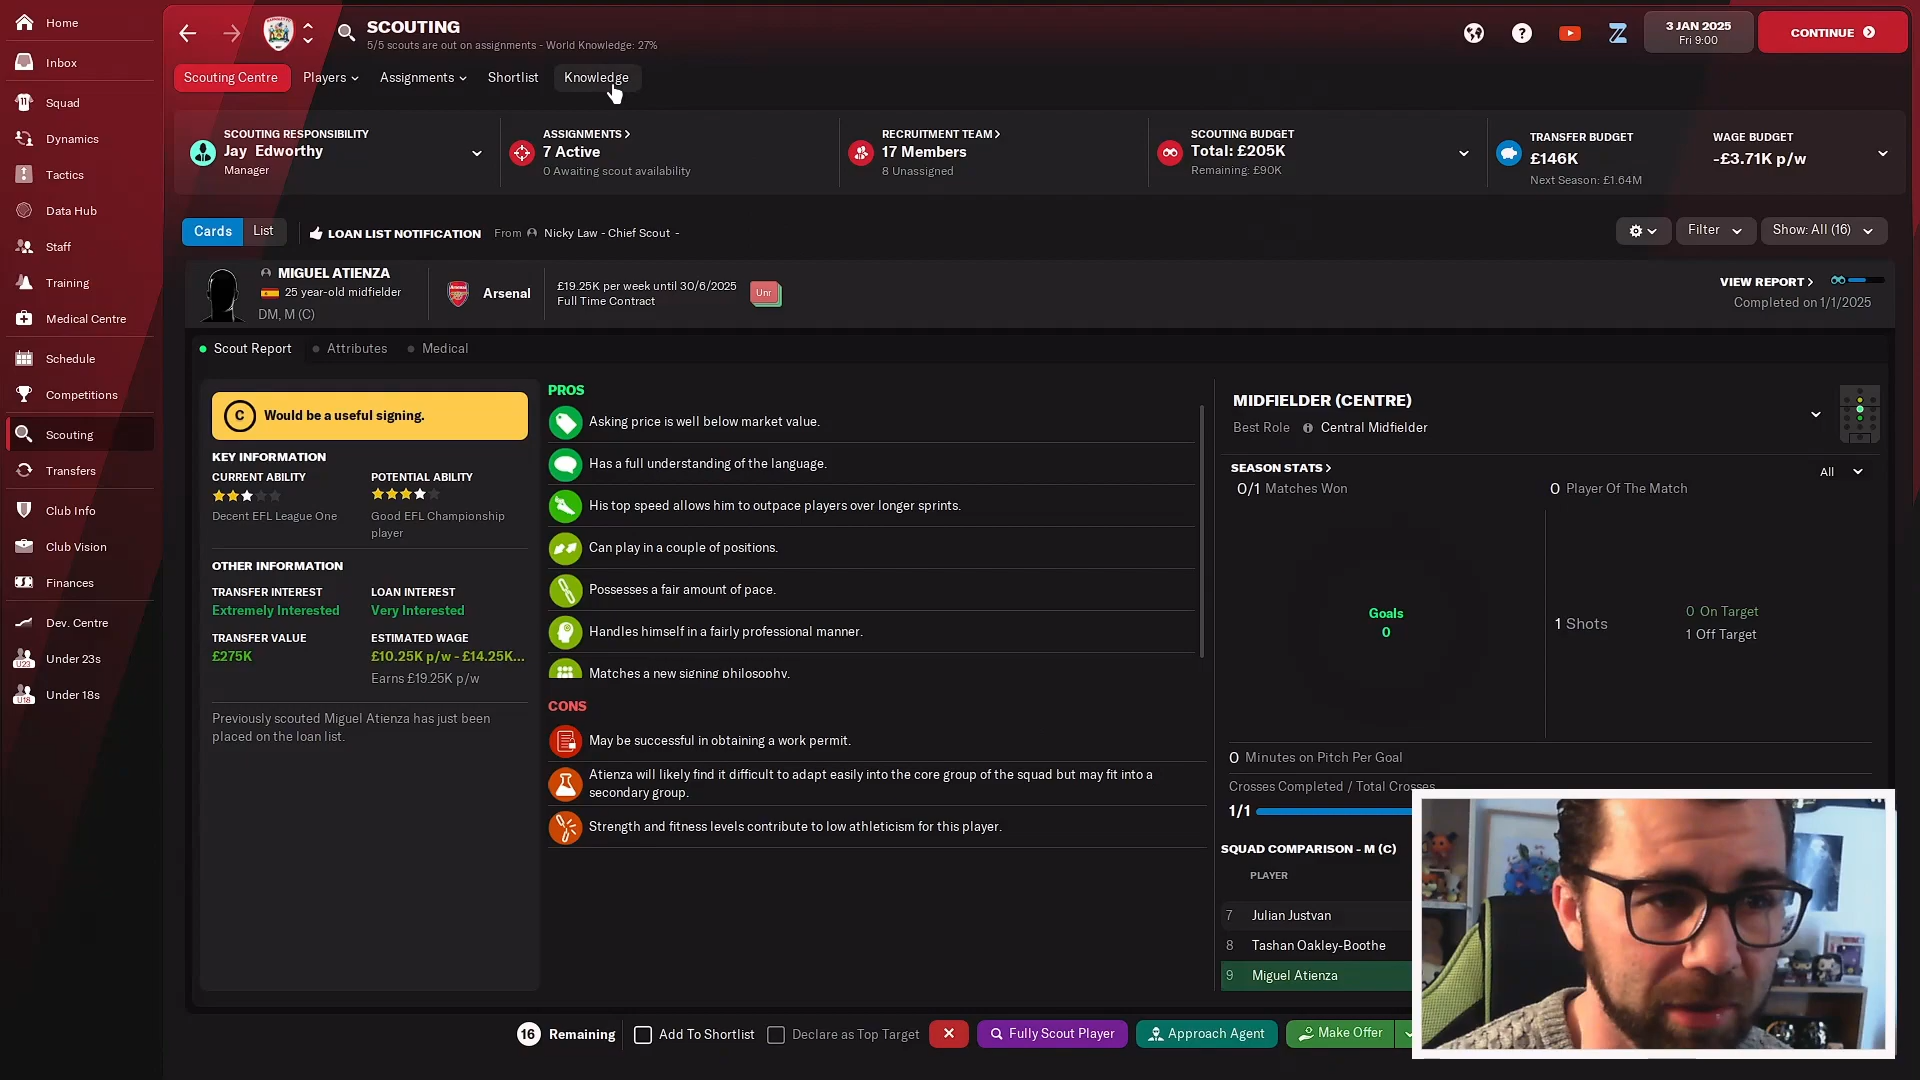 Home
Inbox
Squad
Dynamics
Tactics
Data Hub
Staff
Training
Medical Centre
Schedule
Competitions
Scouting
Transfers
Club Info
Club Vision
Finances
Dev. Centre
U23
Under 23s
U18
Under 18s
SCOUTING
5/5 scouts are out on assignments - World Knowledge: 27%
3 JAN 2025
Fri 9:00
CONTINUE
Scouting Centre
Players
Assignments
Shortlist
Knowledge
SCOUTING RESPONSIBILITY
Jay Edworthy
Manager
ASSIGNMENTS >
7 Active
0 Awaiting scout availability
RECRUITMENT TEAM >
17 Members
8 Unassigned
SCOUTING BUDGET
Total: £205K
Remaining: £90K
TRANSFER BUDGET
£146K
Next Season: £1.64M
WAGE BUDGET
-£3.71K p/w
Cards
List
LOAN LIST NOTIFICATION From Nicky Law - Chief Scout -
Filter
Show: All (16)
MIGUEL ATIENZA
25 year-old midfielder
DM, M (C)
Arsenal
£19.25K per week until 30/6/2025
Full Time Contract
Unr
VIEW REPORT >
Completed on 1/1/2025
Scout Report
Attributes
Medical
C Would be a useful signing.
KEY INFORMATION
CURRENT ABILITY
Decent EFL League One
POTENTIAL ABILITY
Good EFL Championship
player
OTHER INFORMATION
TRANSFER INTEREST
Extremely Interested
LOAN INTEREST
Very Interested
TRANSFER VALUE
£275K
ESTIMATED WAGE
£10.25K p/w - £14.25K...
Earns £19.25K p/w
Previously scouted Miguel Atienza has just been
placed on the loan list.
PROS
Asking price is well below market value.
Has a full understanding of the language.
His top speed allows him to outpace players over longer sprints.
Can play in a couple of positions.
Possesses a fair amount of pace.
Handles himself in a fairly professional manner.
Matches a new signing philosophy.
CONS
May be successful in obtaining a work permit.
Atienza will likely find it difficult to adapt easily into the core group of the squad but may fit into a
secondary group.
Strength and fitness levels contribute to low athleticism for this player.
MIDFIELDER (CENTRE)
Best Role Central Midfielder
SEASON STATS >
All
0/1 Matches Won
0 Player Of The Match
Goals
0
1 Shots
0 On Target
1 Off Target
0 Minutes on Pitch Per Goal
Crosses Completed / Total Crosses
1/1
SQUAD COMPARISON - M (C)
PLAYER
7 Julian Justvan
8 Tashan Oakley-Boothe
9 Miguel Atienza
16 Remaining
Add To Shortlist
Declare as Top Target
Fully Scout Player
Approach Agent
Make Offer